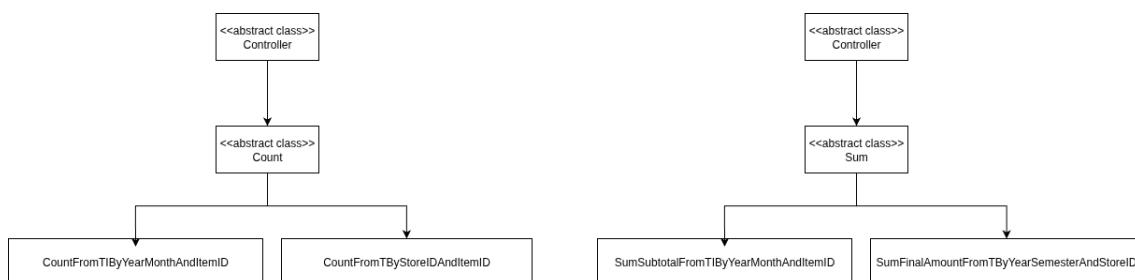 <<abstract class>>
Controller
<<abstract class>>
Count
CountFromTIByYearMonthAndItemID
CountFromTByStoreIDAndItemID
<<abstract class>>
Controller
<<abstract class>>
Sum
SumSubtotalFromTIByYearMonthAndItemID
SumFinalAmountFromTByYearSemesterAndStoreID